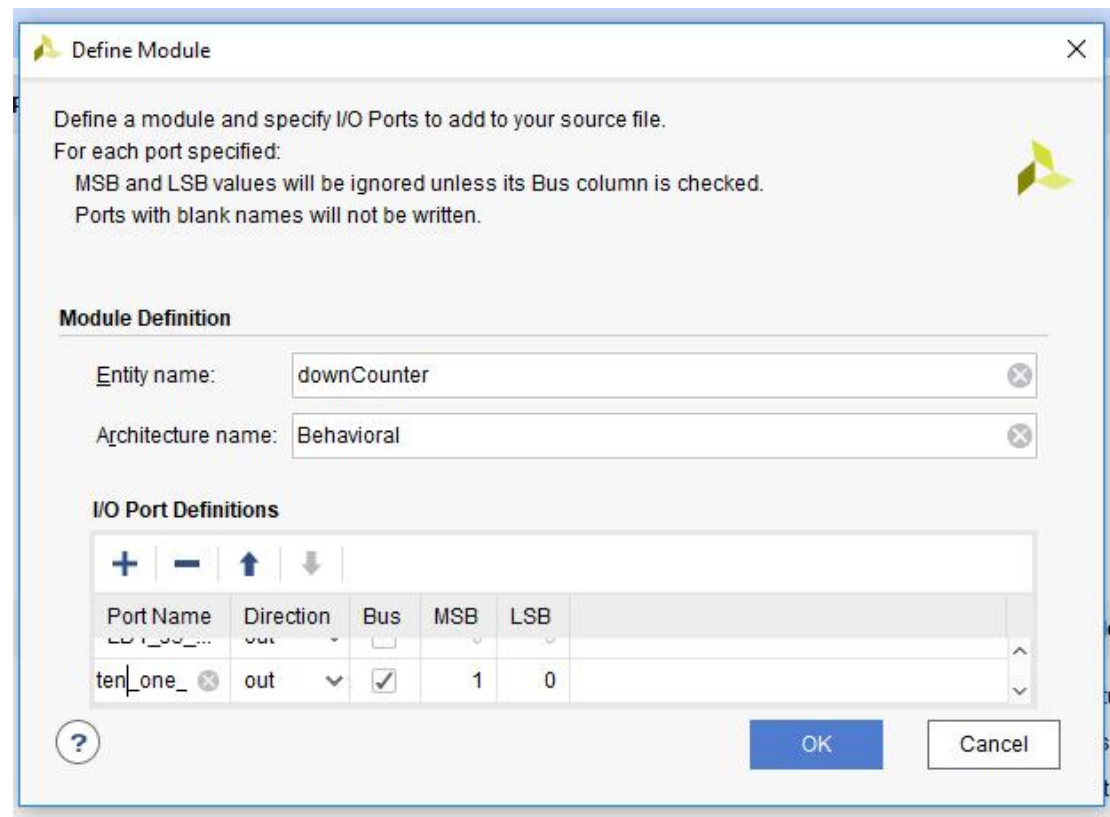 Define Module
Define a module and specify I/O Ports to add to your source file.
For each port specified:
MSB and LSB values will be ignored unless its Bus column is checked.
Ports with blank names will not be written.
Module Definition
Entity name: downCounter
Architecture name: Behavioral
I/O Port Definitions
Port Name Direction Bus MSB LSB
ten_one_ out 1 0
? OK Cancel